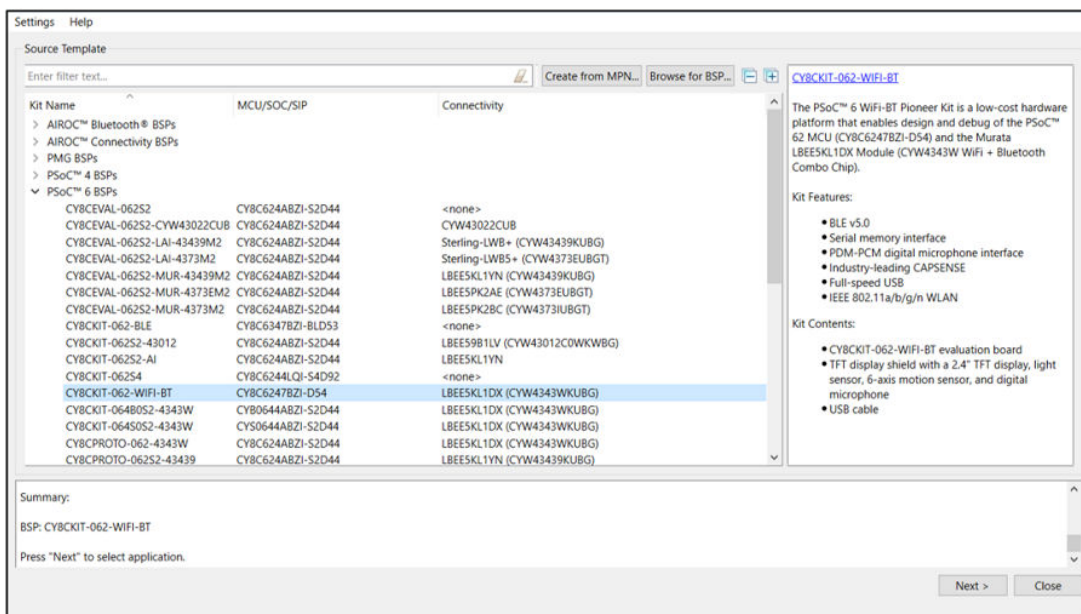 Settings Help
Source Template
Enter filter text...
Create from MPN... Browse for BSP...
Kit Name MCU/SOC/SIP Connectivity
AIROC™ Bluetooth® BSPs
AIROC™ Connectivity BSPs
PMG BSPs
PSoC™ 4 BSPs
PSoC™ 6 BSPs
CY8CEVAL-062S2 CY8C624ABZI-S2D44 <none>
CY8CEVAL-062S2-CYW43022CUB CY8C624ABZI-S2D44 CYW43022CUB
CY8CEVAL-062S2-LAI-43439M2 CY8C624ABZI-S2D44 Sterling-LWB+ (CYW43439KUBG)
CY8CEVAL-062S2-LAI-4373M2 CY8C624ABZI-S2D44 Sterling-LWB5+ (CYW4373EUBGT)
CY8CEVAL-062S2-MUR-43439M2 CY8C624ABZI-S2D44 LBEE5KL1YN (CYW43439KUBG)
CY8CEVAL-062S2-MUR-4373EM2 CY8C624ABZI-S2D44 LBEE5PK2AE (CYW4373EUBGT)
CY8CEVAL-062S2-MUR-4373M2 CY8C624ABZI-S2D44 LBEE5PK2BC (CYW4373IUBGT)
CY8CKIT-062-BLE CY8C6347BZI-BLD53 <none>
CY8CKIT-062S2-43012 CY8C624ABZI-S2D44 LBEE59B1LV (CYW43012C0WKWBG)
CY8CKIT-062S2-AI CY8C624ABZI-S2D44 LBEE5KL1YN
CY8CKIT-062S4 CY8C6244LQI-S4D92 <none>
CY8CKIT-062-WIFI-BT CY8C6247BZI-D54 LBEE5KL1DX (CYW4343WKUBG)
CY8CKIT-064B0S2-4343W CYB0644ABZI-S2D44 LBEE5KL1DX (CYW4343WKUBG)
CY8CKIT-064S0S2-4343W CYS0644ABZI-S2D44 LBEE5KL1DX (CYW4343WKUBG)
CY8CPROTO-062-4343W CY8C624ABZI-S2D44 LBEE5KL1DX (CYW4343WKUBG)
CY8CPROTO-062S2-43439 CY8C624ABZI-S2D44 LBEE5KL1YN (CYW43439KUBG)
CY8CKIT-062-WIFI-BT
The PSoC™ 6 WiFi-BT Pioneer Kit is a low-cost hardware
platform that enables design and debug of the PSoC™
62 MCU (CY8C6247BZI-D54) and the Murata
LBEE5KL1DX Module (CYW4343W WiFi + Bluetooth
Combo Chip).
Kit Features:
• BLE v5.0
• Serial memory interface
• PDM-PCM digital microphone interface
• Industry-leading CAPSENSE
• Full-speed USB
• IEEE 802.11a/b/g/n WLAN
Kit Contents:
• CY8CKIT-062-WIFI-BT evaluation board
• TFT display shield with a 2.4" TFT display, light
sensor, 6-axis motion sensor, and digital
microphone
• USB cable
Summary:
BSP: CY8CKIT-062-WIFI-BT
Press "Next" to select application.
Next > Close